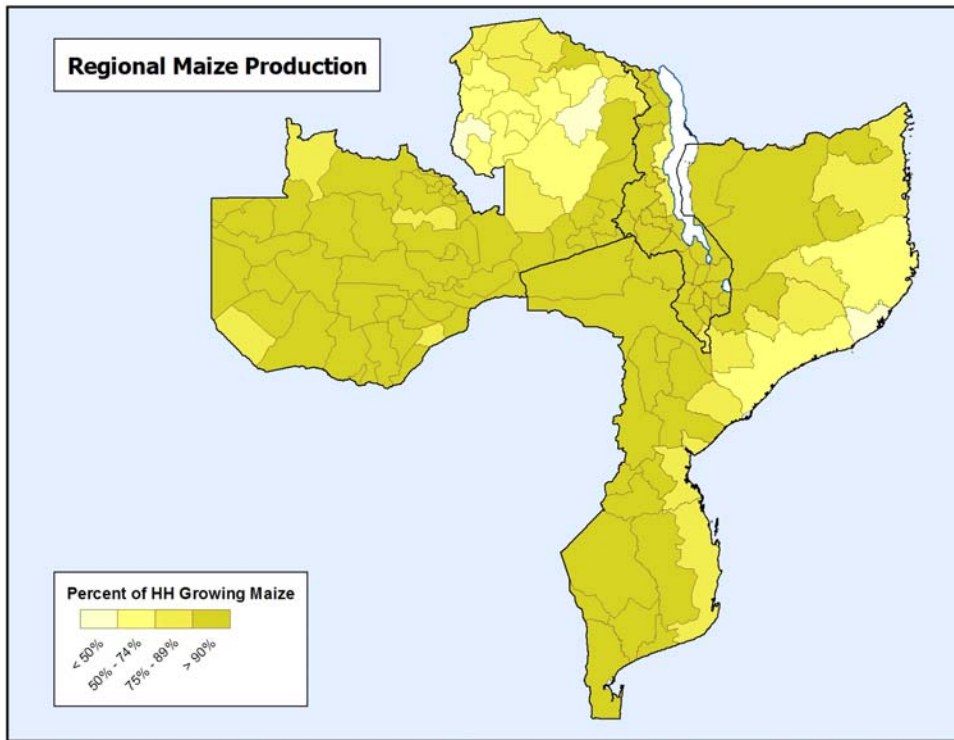 Regional Maize Production
Percent of HH Growing Maize
< 50%
50% - 74%
75% - 89%
> 90%